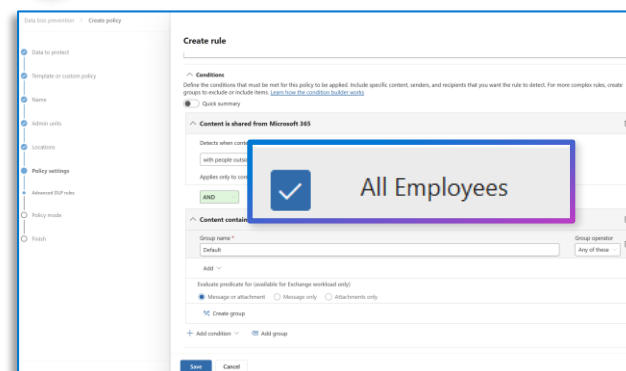 Data loss prevention > Create policy
Data to protect
Template or custom policy
Name
Admin units
Locations
Policy settings
Advanced DLP rules
Policy mode
Finish
Create rule
Conditions
Define the conditions that must be met for this policy to be applied. Include specific content, senders, and recipients that you want the rule to detect. For more complex rules, create
groups to exclude or include items. Learn how the condition builder works
Quick summary
Content is shared from Microsoft 365
Detects when
with people
Applies only to
All Employees
AND
Content
Group name *
Group operator
Default
Any of these
Add
Evaluate predicate for (available for Exchange workload only)
Message or attachment
Message only
Attachments only
Create group
Add condition
Add group
Save
Cancel